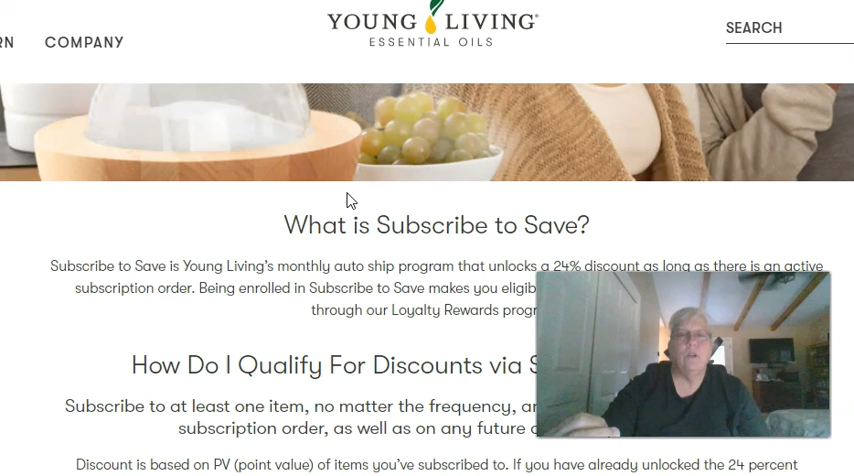 YOUNG LIVING
SEARCH
RN COMPANY
ESSENTIAL OILS
What is Subscribe to Save?
Subscribe to Save is Young Living's monthly auto ship program that unlocks a 24% discount as long as there is an active
subscription order. Being enrolled in Subscribe to Save makes you eligib
through our Loyalty Rewards progr
How Do I Qualify For Discounts via S
Subscribe to at least one item, no matter the frequency, an
subscription order, as well as on any future o
Discount is based on PV (point value) of items you've subscribed to. If you have already unlocked the 24 percent